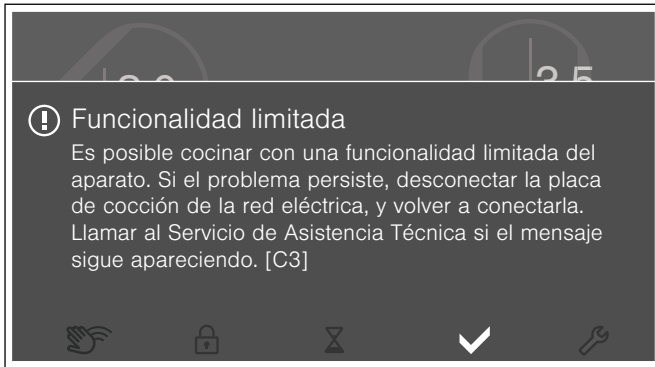 Funcionalidad limitada
Es posible cocinar con una funcionalidad limitada del
aparato. Si el problema persiste, desconectar la placa
de cocción de la red eléctrica, y volver a conectarla.
Llamar al Servicio de Asistencia Técnica si el mensaje
sigue apareciendo. [C3]